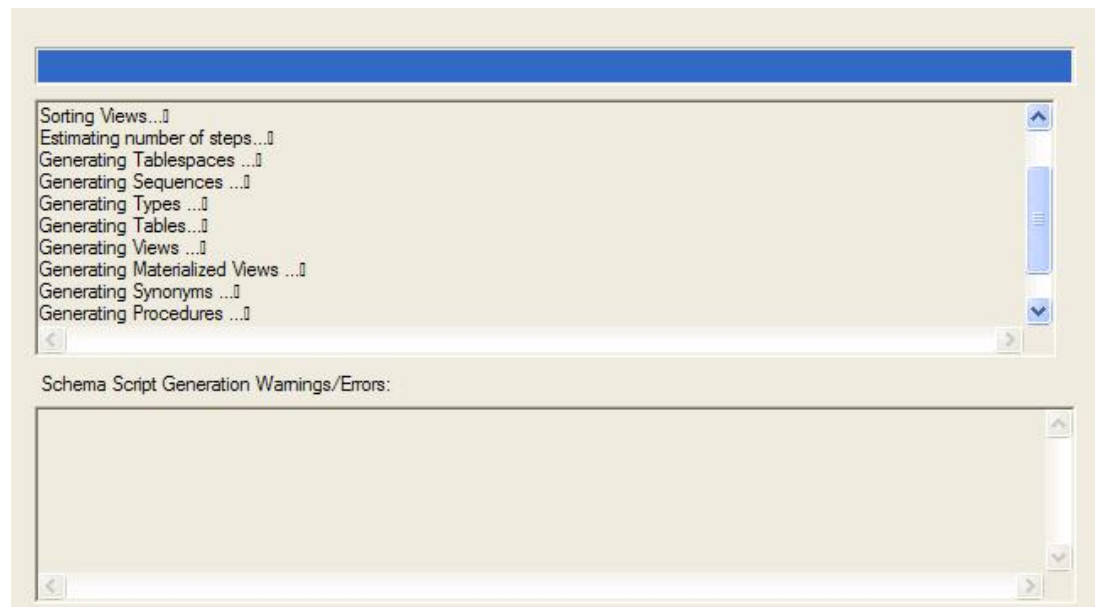 Sorting Views...▯
Estimating number of steps...▯
Generating Tablespaces ...▯
Generating Sequences ...▯
Generating Types ...▯
Generating Tables...▯
Generating Views ...▯
Generating Materialized Views ...▯
Generating Synonyms ...▯
Generating Procedures ...▯
Schema Script Generation Warnings/Errors: